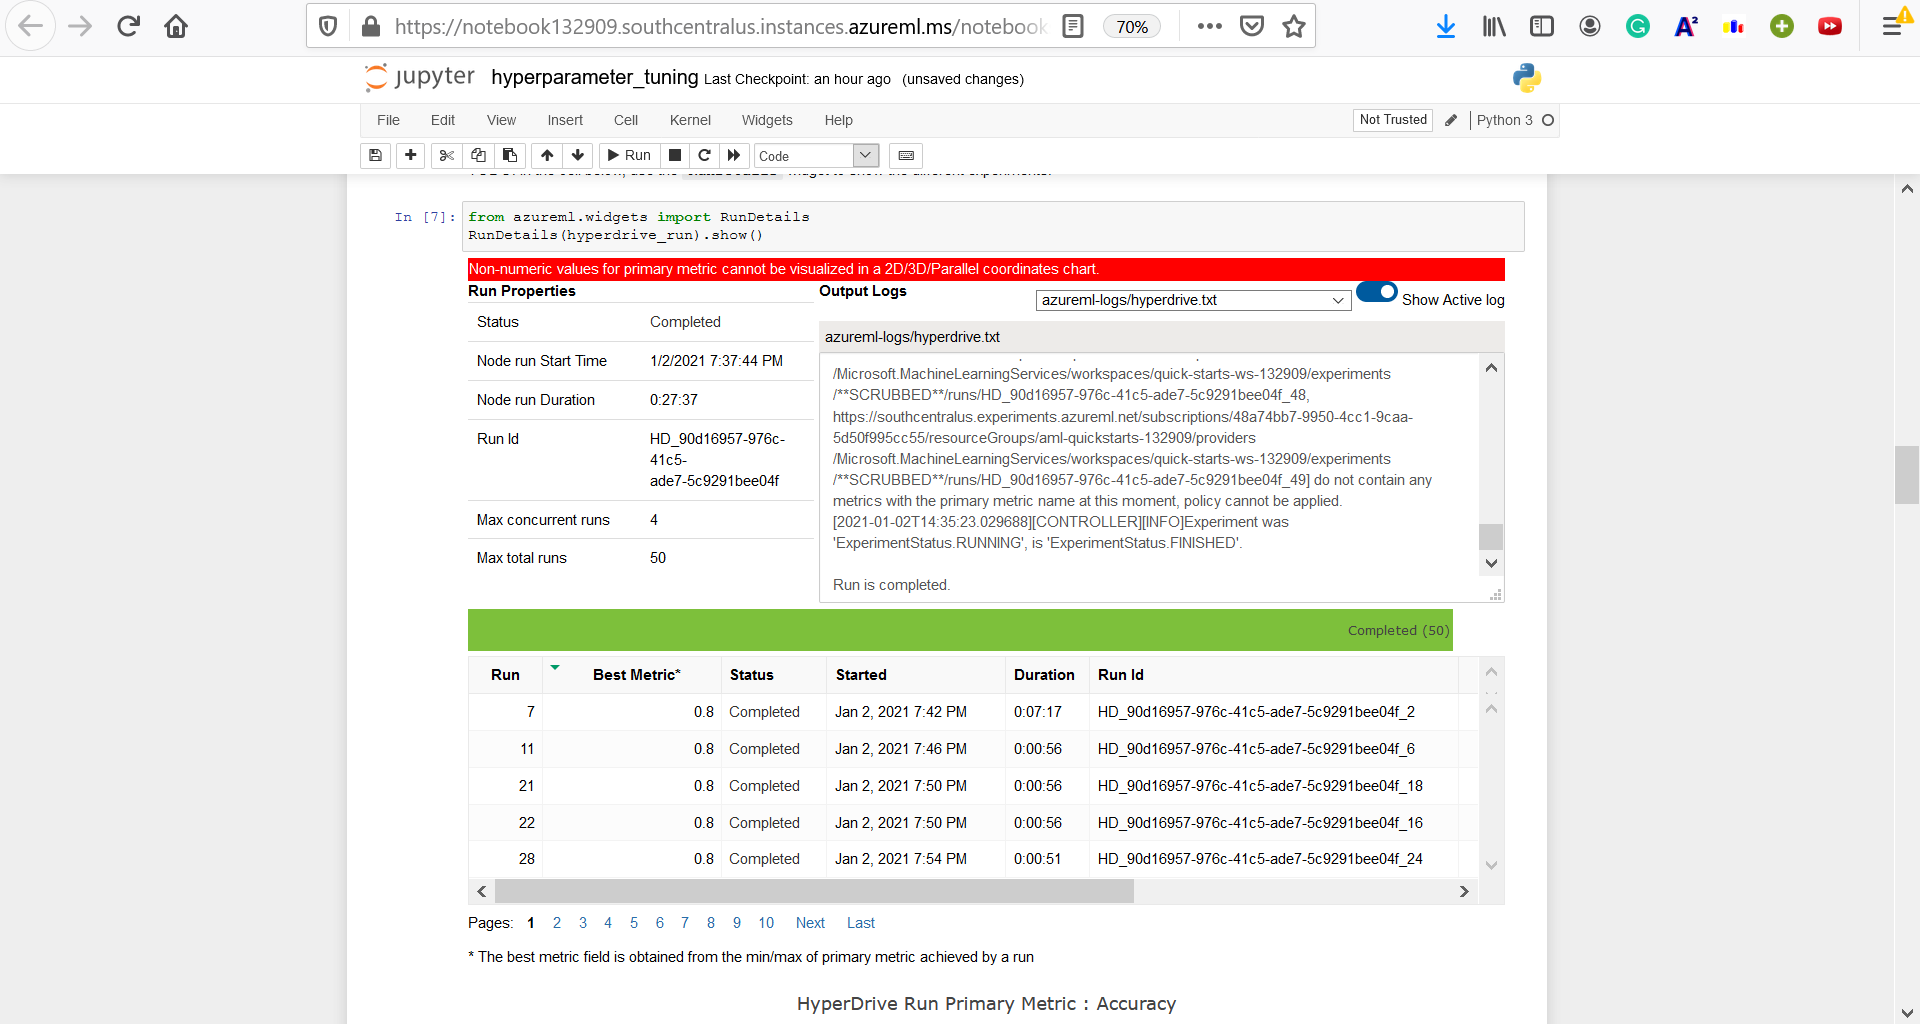 https://notebook132909.southcentralus.instances.azureml.ms/notebook
70%
jupyter hyperparameter_tuning Last Checkpoint: an hour ago (unsaved changes)
File Edit View Insert Cell Kernel Widgets Help
Not Trusted Python 3
Run Code
In [7]: from azureml.widgets import RunDetails
RunDetails(hyperdrive_run).show()
Non-numeric values for primary metric cannot be visualized in a 2D/3D/Parallel coordinates chart.
Run Properties
Status Completed
Node run Start Time 1/2/2021 7:37:44 PM
Node run Duration 0:27:37
Run Id HD_90d16957-976c-
41c5-
ade7-5c9291bee04f
Max concurrent runs 4
Max total runs 50
Output Logs
azureml-logs/hyperdrive.txt Show Active log
azureml-logs/hyperdrive.txt
/Microsoft.MachineLearningServices/workspaces/quick-starts-ws-132909/experiments
/**SCRUBBED**/runs/HD_90d16957-976c-41c5-ade7-5c9291bee04f_48,
https://southcentralus.experiments.azureml.net/subscriptions/48a74bb7-9950-4cc1-9caa-
5d50f995cc55/resourceGroups/aml-quickstarts-132909/providers
/Microsoft.MachineLearningServices/workspaces/quick-starts-ws-132909/experiments
/**SCRUBBED**/runs/HD_90d16957-976c-41c5-ade7-5c9291bee04f_49] do not contain any
metrics with the primary metric name at this moment, policy cannot be applied.
[2021-01-02T14:35:23.029688][CONTROLLER][INFO]Experiment was
'ExperimentStatus.RUNNING', is 'ExperimentStatus.FINISHED'.
Run is completed.
Completed (50)
Run Best Metric* Status Started Duration Run Id
7 0.8 Completed Jan 2, 2021 7:42 PM 0:07:17 HD_90d16957-976c-41c5-ade7-5c9291bee04f_2
11 0.8 Completed Jan 2, 2021 7:46 PM 0:00:56 HD_90d16957-976c-41c5-ade7-5c9291bee04f_6
21 0.8 Completed Jan 2, 2021 7:50 PM 0:00:56 HD_90d16957-976c-41c5-ade7-5c9291bee04f_18
22 0.8 Completed Jan 2, 2021 7:50 PM 0:00:56 HD_90d16957-976c-41c5-ade7-5c9291bee04f_16
28 0.8 Completed Jan 2, 2021 7:54 PM 0:00:51 HD_90d16957-976c-41c5-ade7-5c9291bee04f_24
Pages: 1 2 3 4 5 6 7 8 9 10 Next Last
* The best metric field is obtained from the min/max of primary metric achieved by a run
HyperDrive Run Primary Metric : Accuracy